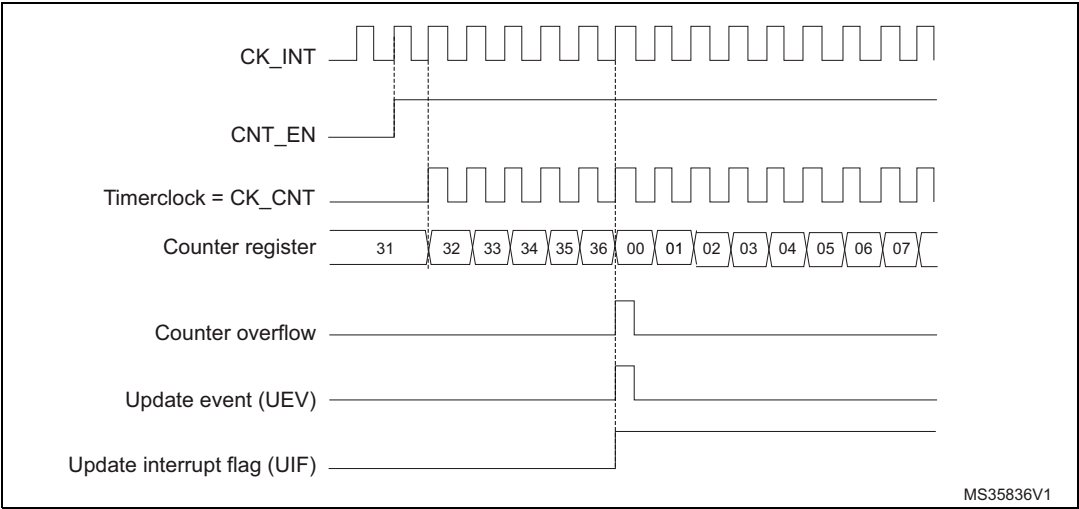 CK_INT
CNT_EN
Timerclock = CK_CNT
Counter register 31 32 33 34 35 36 00 01 02 03 04 05 06 07
Counter overflow
Update event (UEV)
Update interrupt flag (UIF)
MS35836V1